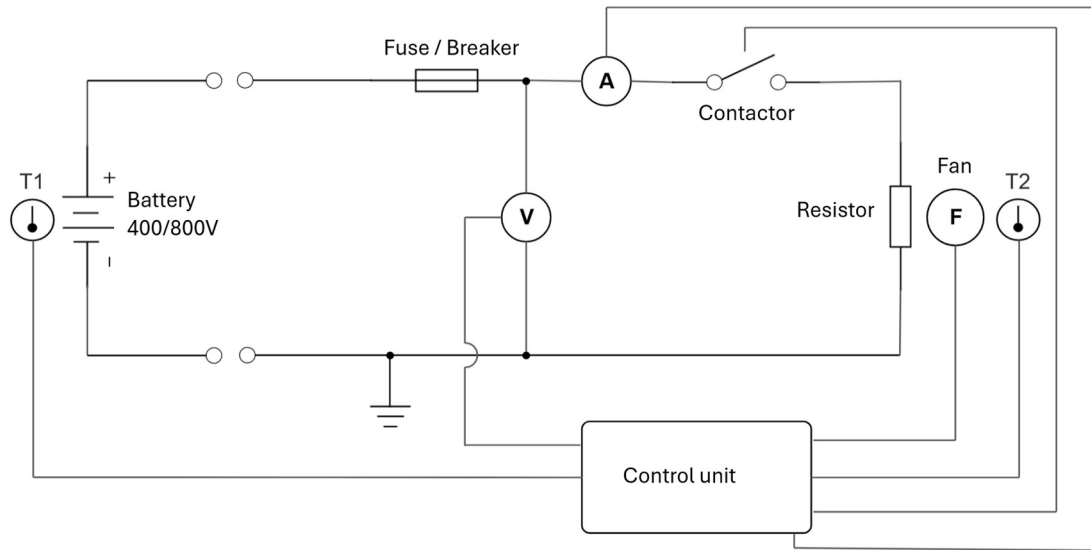 Fuse / Breaker
A
Contactor
T1
+
Battery
400/800V
V
Resistor
Fan
F
T2
Control unit